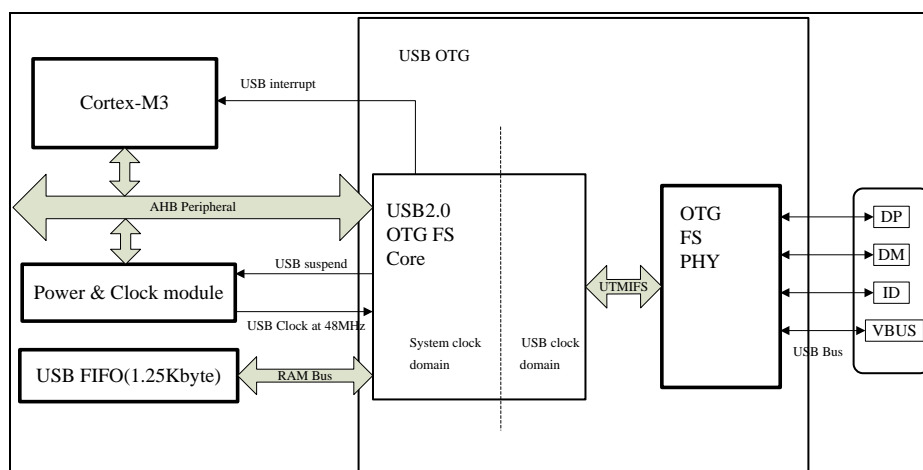 USB OTG
USB interrupt
Cortex-M3
AHB Peripheral
USB2.0
OTG FS
Core
OTG
FS
PHY
DP
DM
ID
VBUS
USB Bus
UTMIFS
USB suspend
Power & Clock module
USB Clock at 48MHz
System clock
domain
USB clock
domain
USB FIFO(1.25Kbyte)
RAM Bus